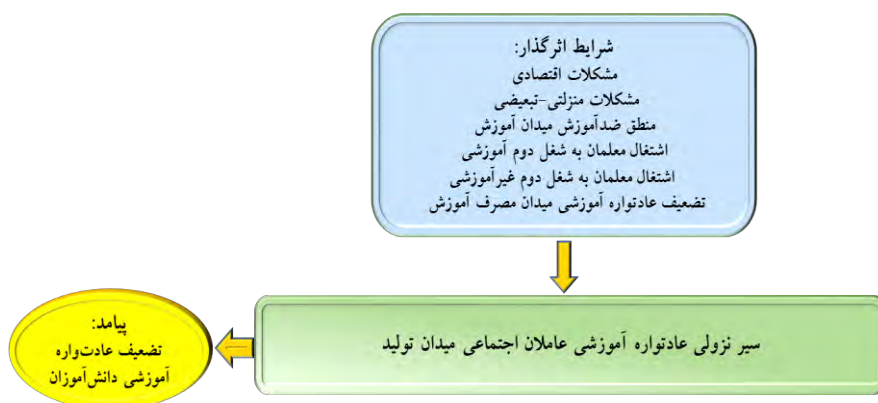 شرایط اثرگذار:
مشکلات اقتصادی
مشکلات منزلتی-تبعیضی
منطق ضدآموزش میدان آموزش
اشتغال معلمان به شغل دوم آموزشی
اشتغال معلمان به شغل دوم غیرآموزشی
تضعیف عادتواره آموزشی میدان مصرف آموزش
سیر نزولی عادتواره آموزشی عاملان اجتماعی میدان تولید
پیامد:
تضعیف عادت‌واره
آموزشی دانش‌آموزان